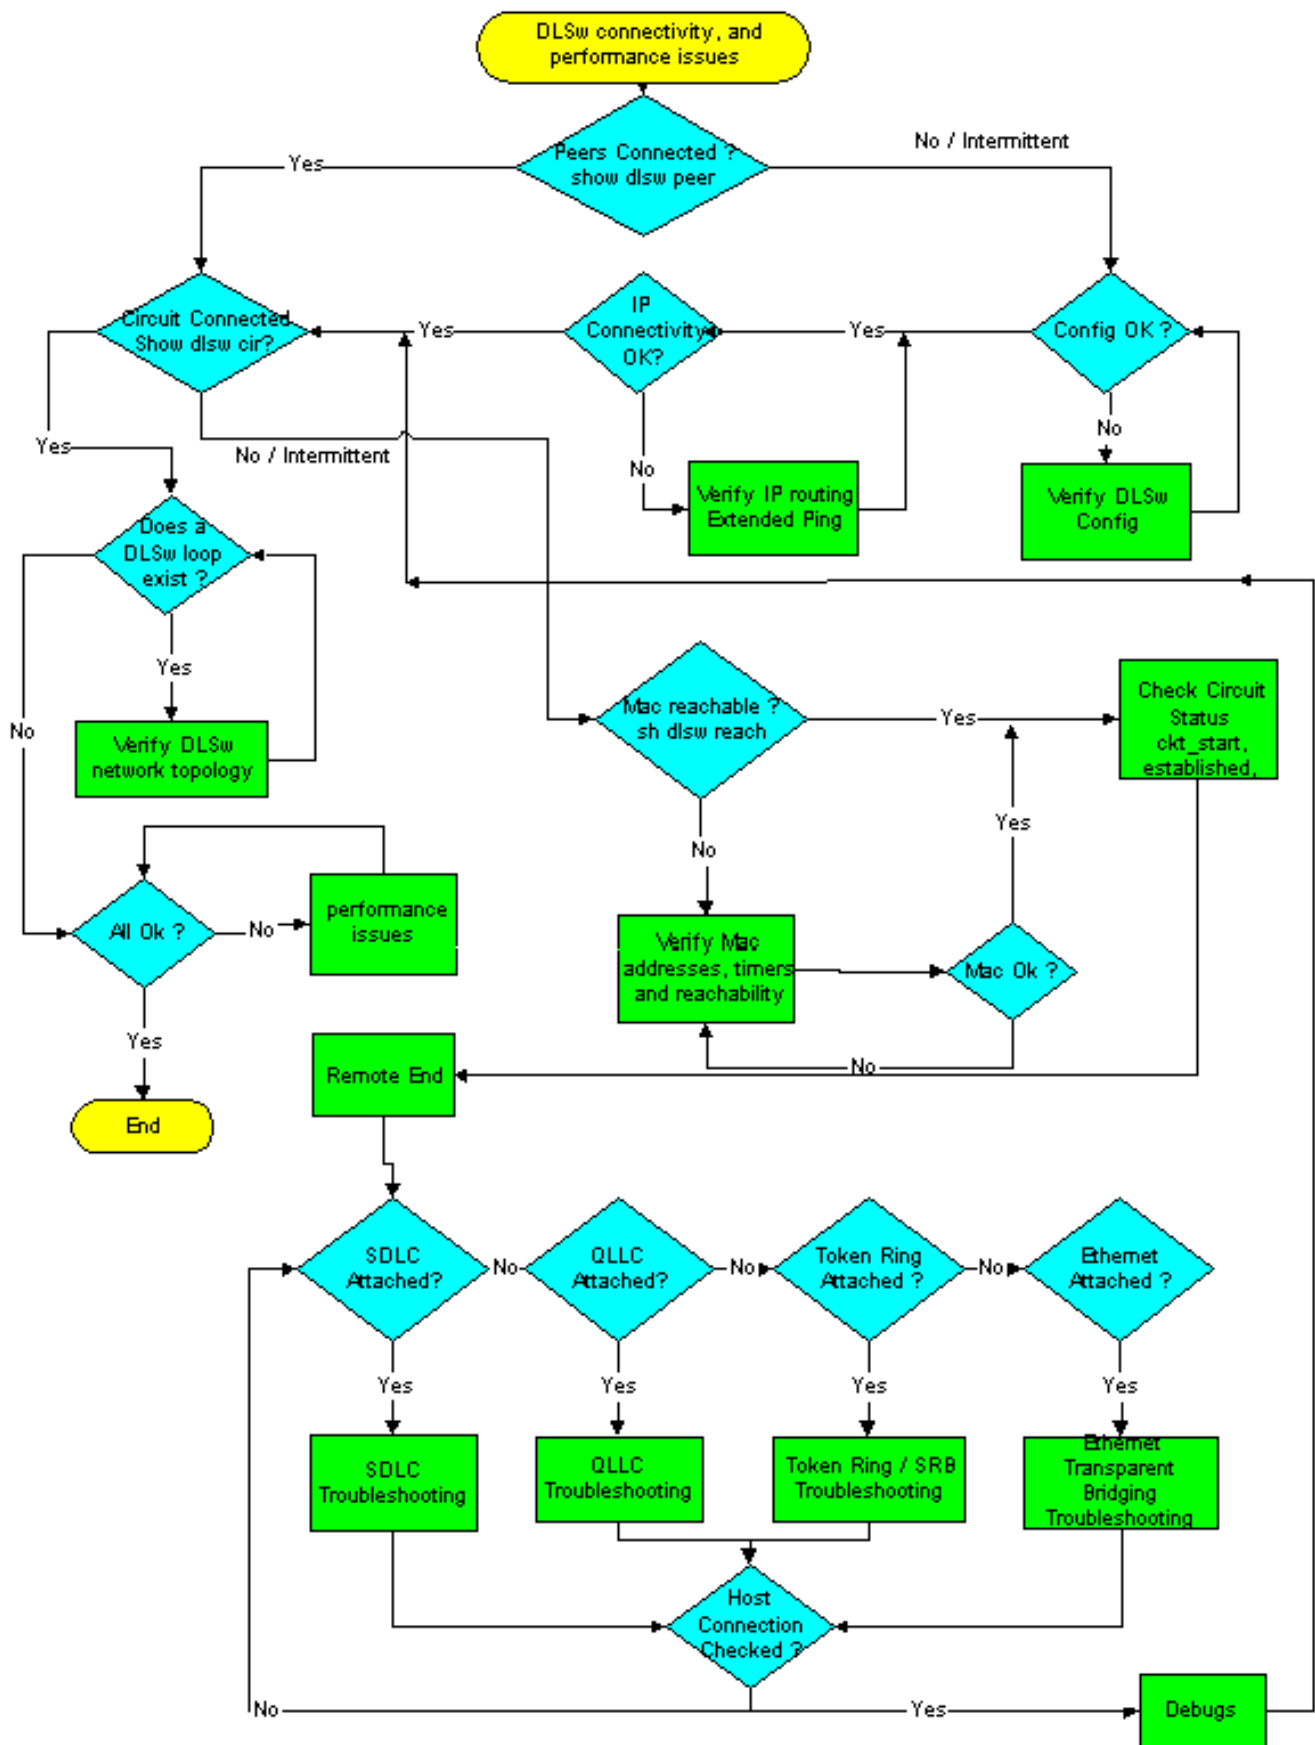 DLSw connectivity, and
performance issues
Peers Connected ?
show dlsw peer
Yes
No / Intermittent
Circuit Connected
Show dlsw cir?
Yes
IP
Connectivity
OK?
Yes
Config OK ?
Yes
No / Intermittent
No
Verify IP routing
Extended Ping
No
Verify DLSw
Config
Does a
DLSw loop
exist ?
Yes
No
Verify DLSw
network topology
Mac reachable ?
sh dlsw reach
Yes
Check Circuit
Status
ckt_start,
established,
No
Yes
performance
issues
All Ok ?
No
Verify Mac
addresses, timers
and reachability
Mac Ok ?
No
Yes
End
Remote End
SDLC
Attached?
No
QLLC
Attached?
No
Token Ring
Attached ?
No
Ethernet
Attached ?
Yes
Yes
Yes
Yes
SDLC
Troubleshooting
QLLC
Troubleshooting
Token Ring / SRB
Troubleshooting
Ethernet
Transparent
Bridging
Troubleshooting
Host
Connection
Checked ?
No
Yes
Debugs